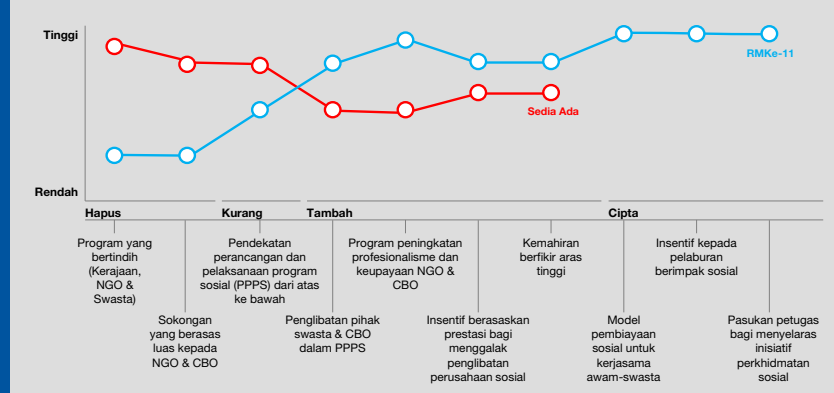 Tinggi
RMKe-11
Sedia Ada
Rendah
Hapus
Kurang
Tambah
Cipta
Program yang
bertindih
(Kerajaan,
NGO &
Swasta)
Sokongan
yang berasas
luas kepada
NGO & CBO
Pendekatan
perancangan dan
pelaksanaan program
sosial (PPPS) dari atas
ke bawah
Penglibatan pihak
swasta & CBO
dalam PPPS
Program peningkatan
profesionalisme dan
keupayaan NGO &
CBO
Insentif berasaskan
prestasi bagi
menggalak
penglibatan
perusahaan sosial
Kemahiran
berfikir aras
tinggi
Model
pembiayaan
sosial untuk
kerjasama
awam-swasta
Insentif kepada
pelaburan
berimpak sosial
Pasukan petugas
bagi menyelaras
inisiatif
perkhidmatan
sosial